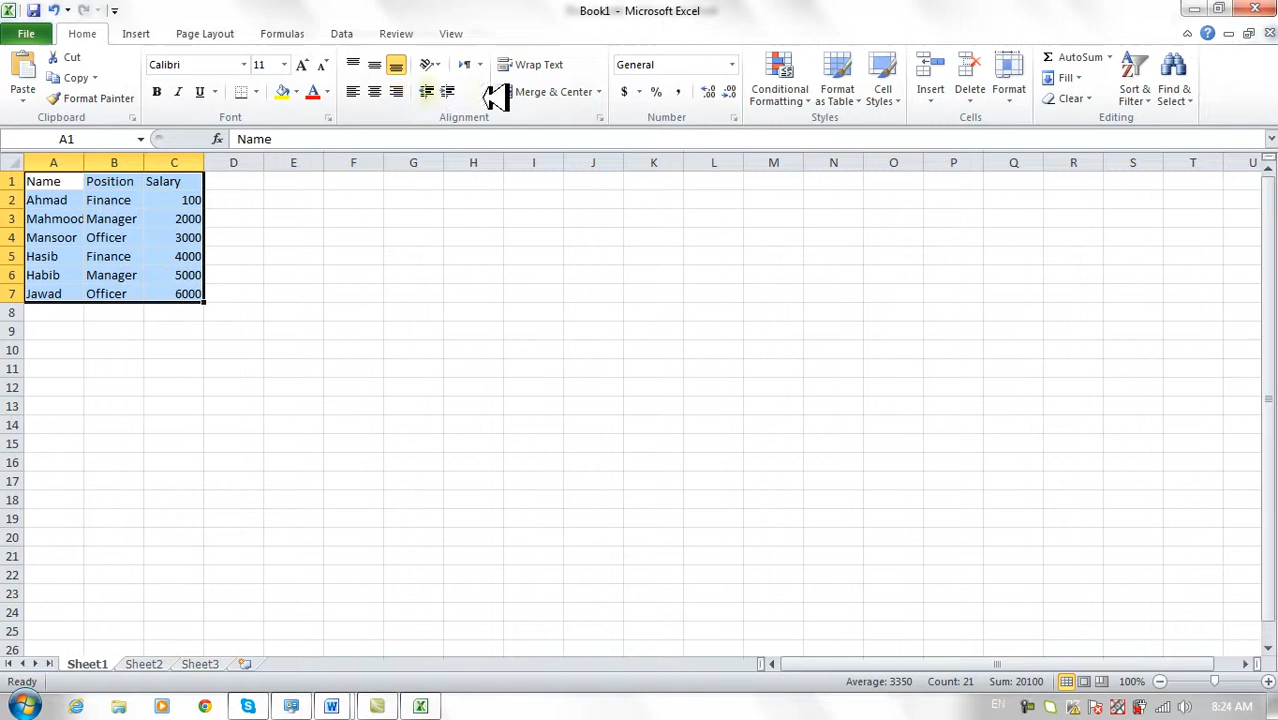 Book1 - Microsoft Excel
File Home Insert Page Layout Formulas Data Review View
Cut
Copy
Format Painter
Paste
Clipboard
Calibri 11
B I U
Font
Wrap Text
Merge & Center
Alignment
General
$ % ,
Number
Conditional Formatting
Format as Table
Cell Styles
Styles
Insert Delete Format
Cells
AutoSum
Fill
Clear
Sort & Filter
Find & Select
Editing
A1 fx Name
A B C D E F G H I J K L M N O P Q R S T U
1 Name Position Salary
2 Ahmad Finance 100
3 Mahmood Manager 2000
4 Mansoor Officer 3000
5 Hasib Finance 4000
6 Habib Manager 5000
7 Jawad Officer 6000
8
9
10
11
12
13
14
15
16
17
18
19
20
21
22
23
24
25
26
Sheet1 Sheet2 Sheet3
Ready Average: 3350 Count: 21 Sum: 20100 100%
EN 8:24 AM